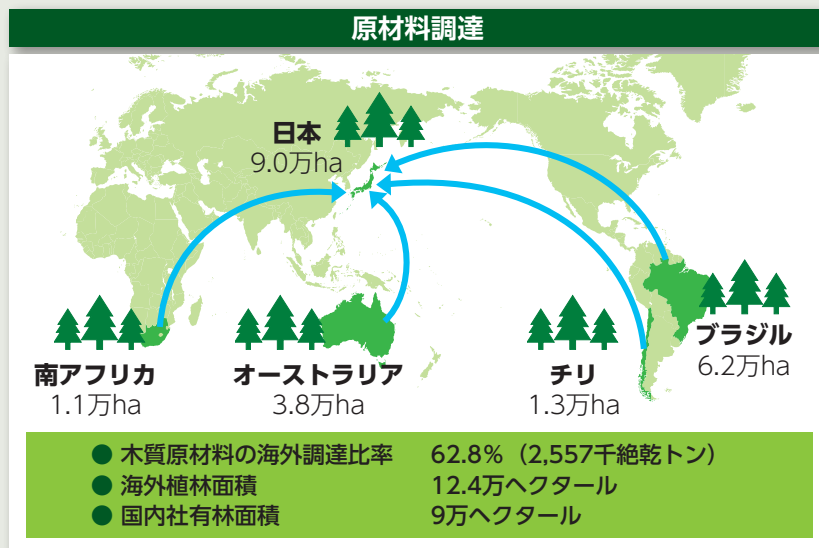 原材料調達
日本
9.0万ha
南アフリカ
1.1万ha
オーストラリア
3.8万ha
チリ
1.3万ha
ブラジル
6.2万ha
● 木質原材料の海外調達比率 62.8%（2,557千絶乾トン）
● 海外植林面積 12.4万ヘクタール
● 国内社有林面積 9万ヘクタール